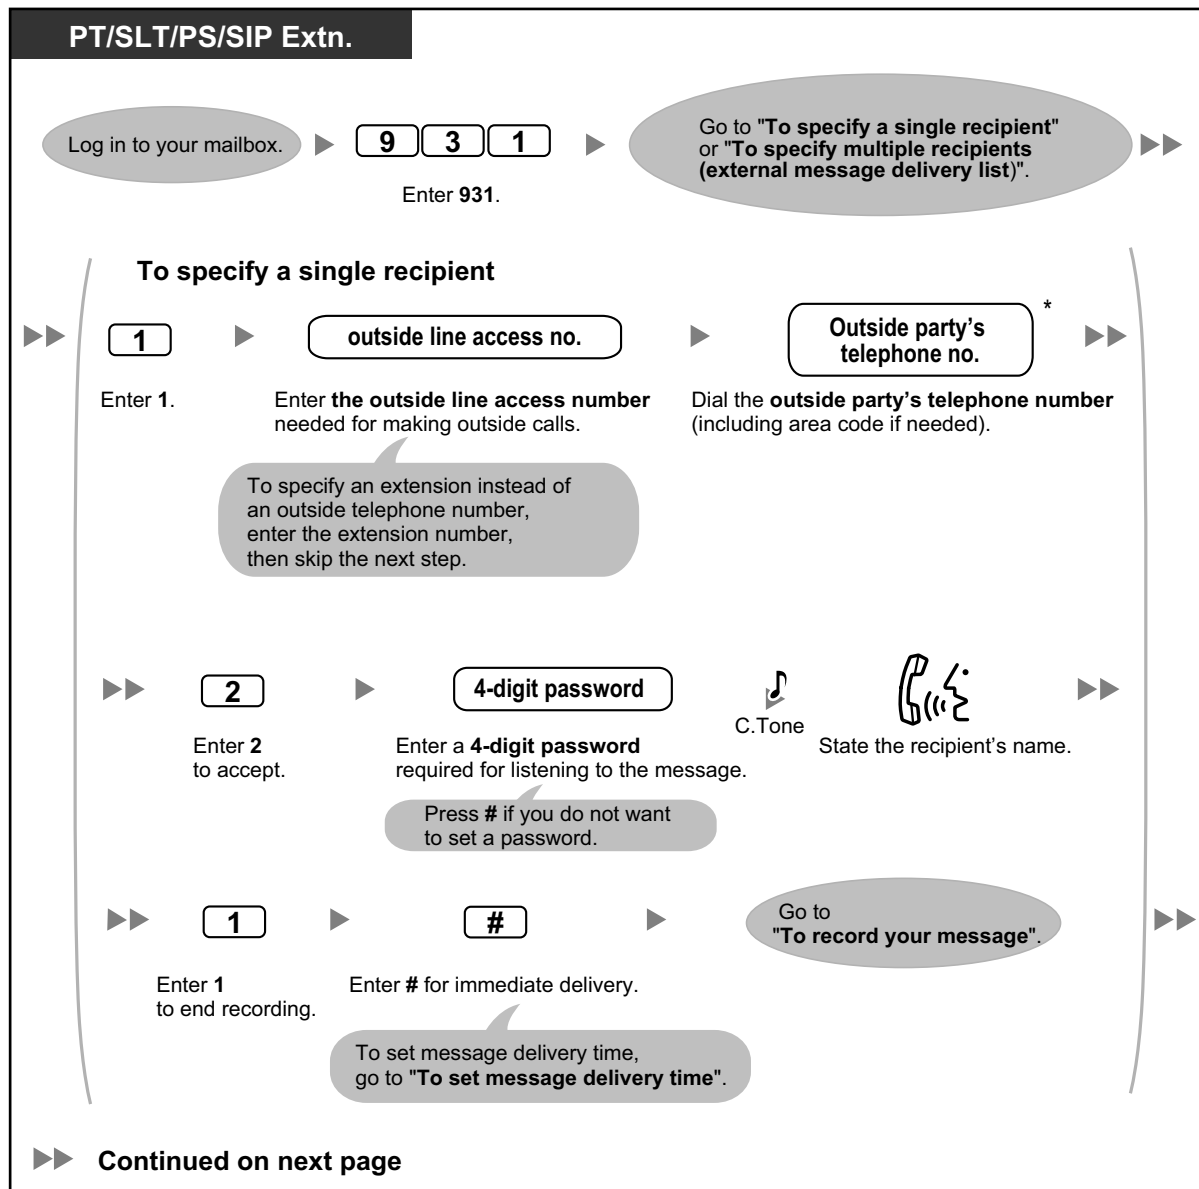 PT/SLT/PS/SIP Extn.
Log in to your mailbox.
9 3 1
Enter 931.
Go to "To specify a single recipient"
or "To specify multiple recipients
(external message delivery list)".
To specify a single recipient
1
Enter 1.
outside line access no.
Enter the outside line access number
needed for making outside calls.
To specify an extension instead of
an outside telephone number,
enter the extension number,
then skip the next step.
Outside party's
telephone no.
*
Dial the outside party's telephone number
(including area code if needed).
2
Enter 2
to accept.
4-digit password
Enter a 4-digit password
required for listening to the message.
Press # if you do not want
to set a password.
C.Tone
State the recipient's name.
1
Enter 1
to end recording.
#
Enter # for immediate delivery.
To set message delivery time,
go to "To set message delivery time".
Go to
"To record your message".
Continued on next page